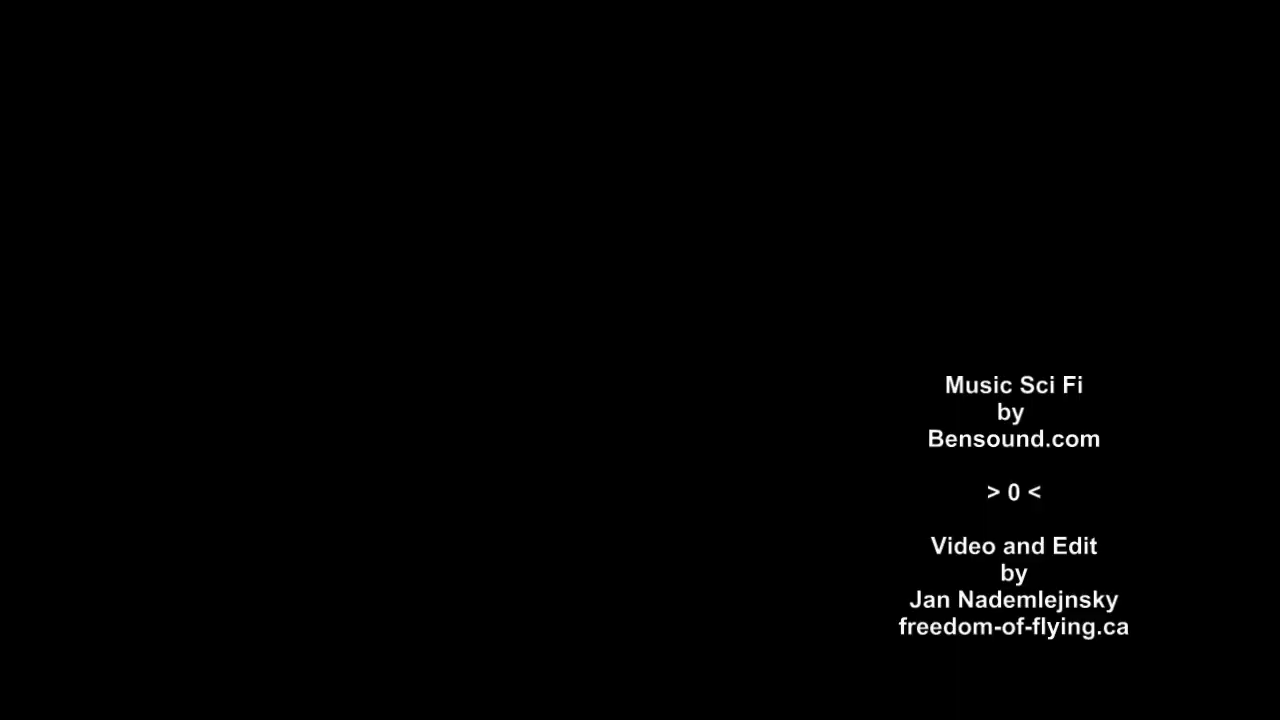 Music Sci Fi
by
Bensound.com
> 0 <
Video and Edit
by
Jan Nademlejnsky
freedom-of-flying.ca